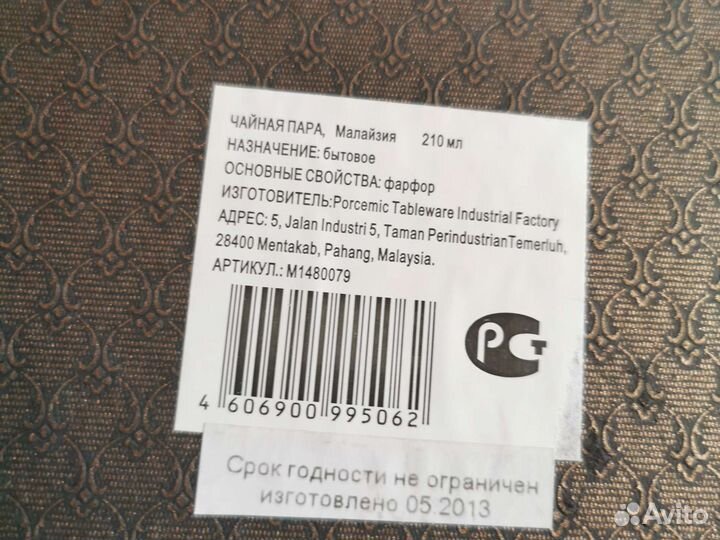 ЧАЙНАЯ ПАРА, Малайзия 210 мл
НАЗНАЧЕНИЕ: бытовое
ОСНОВНЫЕ СВОЙСТВА: фарфор
ИЗГОТОВИТЕЛЬ:Porcemic Tableware Industrial Factory
АДРЕС: 5, Jalan Industri 5, Taman PerindustrianTemerluh,
28400 Mentakab, Pahang, Malaysia.
АРТИКУЛ.: M1480079
РСТ
4 606900 995062
Срок годности не ограничен
изготовлено 05.2013
Avito